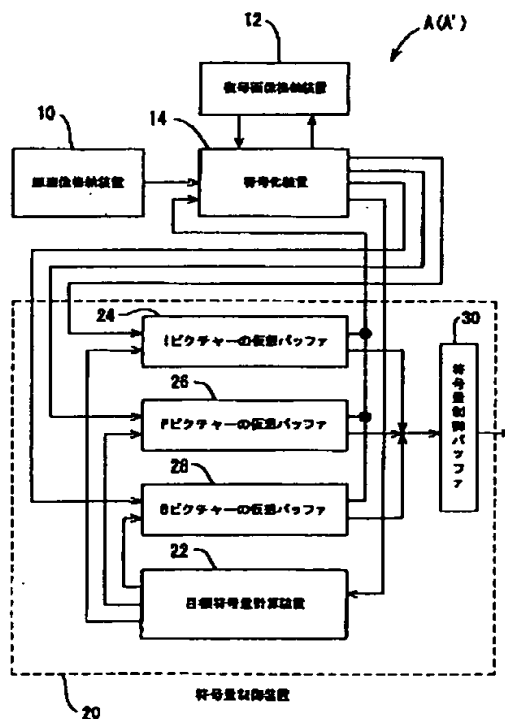 12
A(A')
復号画像格納装置
10
14
原画像格納装置
符号化装置
24
Iピクチャーの仮想バッファ
30
符号量制御バッファ
26
Pピクチャーの仮想バッファ
28
Bピクチャーの仮想バッファ
22
目標符号量計算装置
20
符号量制御装置